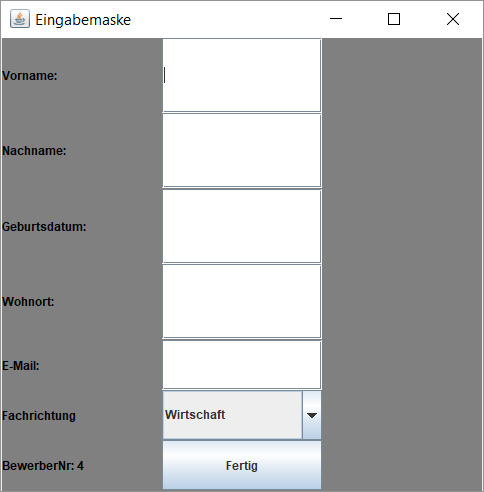 Eingabemaske
Vorname:
Nachname:
Geburtsdatum:
Wohnort:
E-Mail:
Fachrichtung Wirtschaft
BewerberNr: 4 Fertig